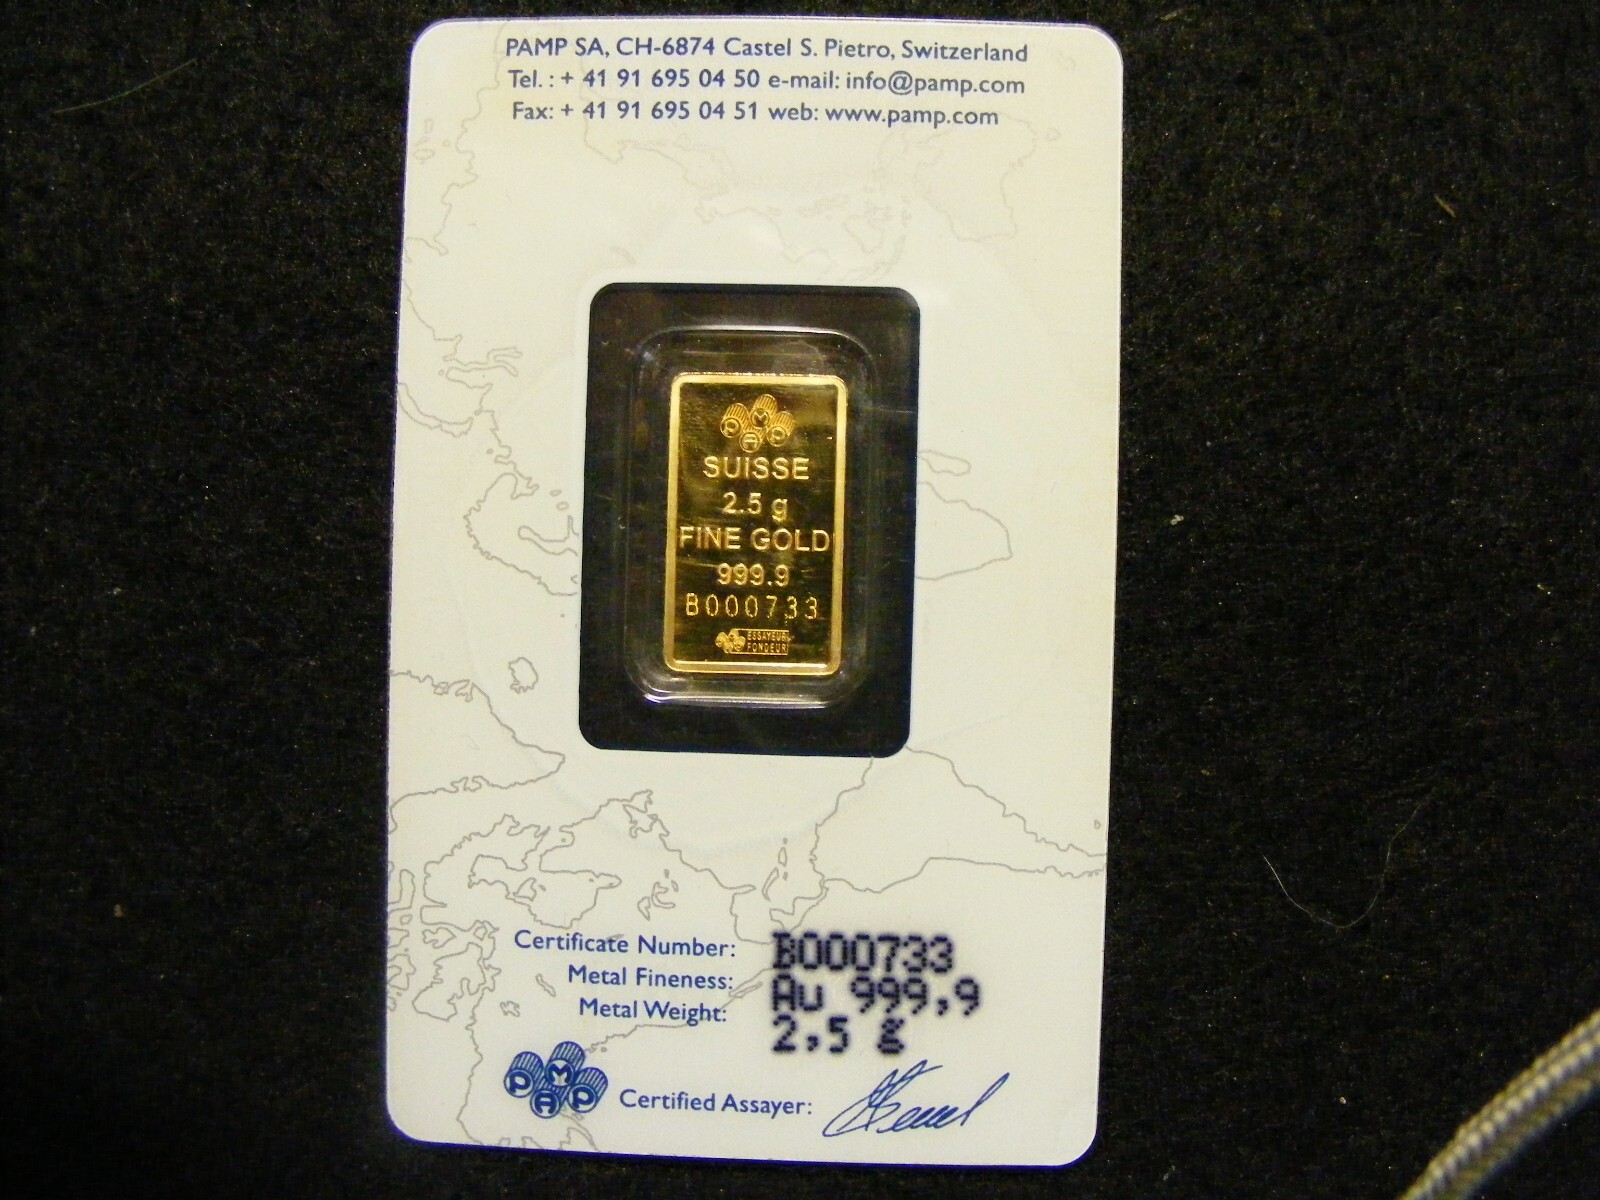 PAMP SA, CH-6874 Castel S. Pietro, Switzerland
Tel. : + 41 91 695 04 50 e-mail: info@pamp.com
Fax: + 41 91 695 04 51 web: www.pamp.com
PAMP
SUISSE
2.5 g
FINE GOLD
999.9
B000733
ESSAYEUR
FONDEUR
Certificate Number: B000733
Metal Fineness: Au 999,9
Metal Weight: 2,5 g
PAMP
Certified Assayer: